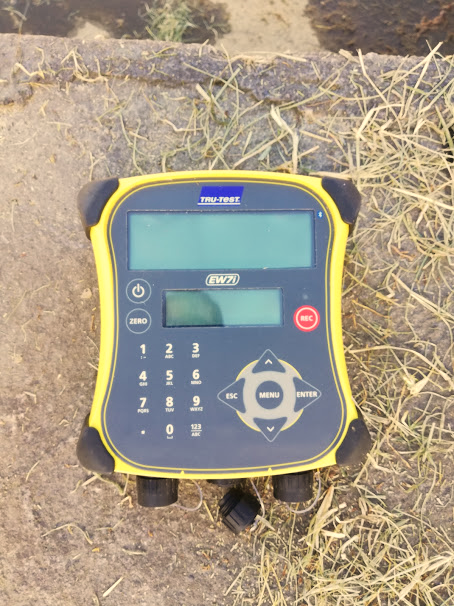 TRU-TEST
EW7i
ZERO
REC
1 2 3
ABC DEF
4 5 6
GHI JKL MNO
7 8 9
PQRS TUV WXYZ
. 0 123
ABC
ESC MENU ENTER